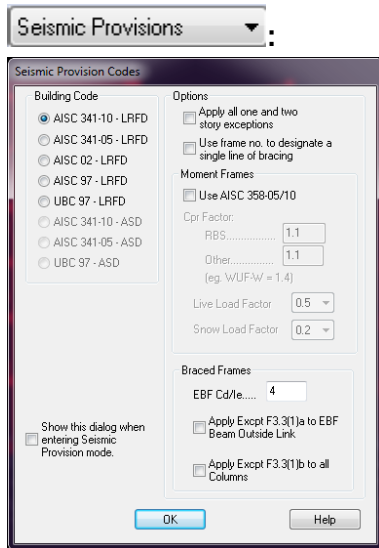 Seismic Provisions :
Seismic Provision Codes
Building Code
AISC 341-10 - LRFD
AISC 341-05 - LRFD
AISC 02 - LRFD
AISC 97 - LRFD
UBC 97 - LRFD
AISC 341-10 - ASD
AISC 341-05 - ASD
UBC 97 - ASD
Show this dialog when
entering Seismic
Provision mode.
Options
Apply all one and two
story exceptions
Use frame no. to designate a
single line of bracing
Moment Frames
Use AISC 358-05/10
Cpr Factor:
RBS................ 1.1
Other............... 1.1
(eg. WUF-W = 1.4)
Live Load Factor 0.5
Snow Load Factor 0.2
Braced Frames
EBF Cd/Ie..... 4
Apply Excpt F3.3(1)a to EBF
Beam Outside Link
Apply Excpt F3.3(1)b to all
Columns
OK
Help